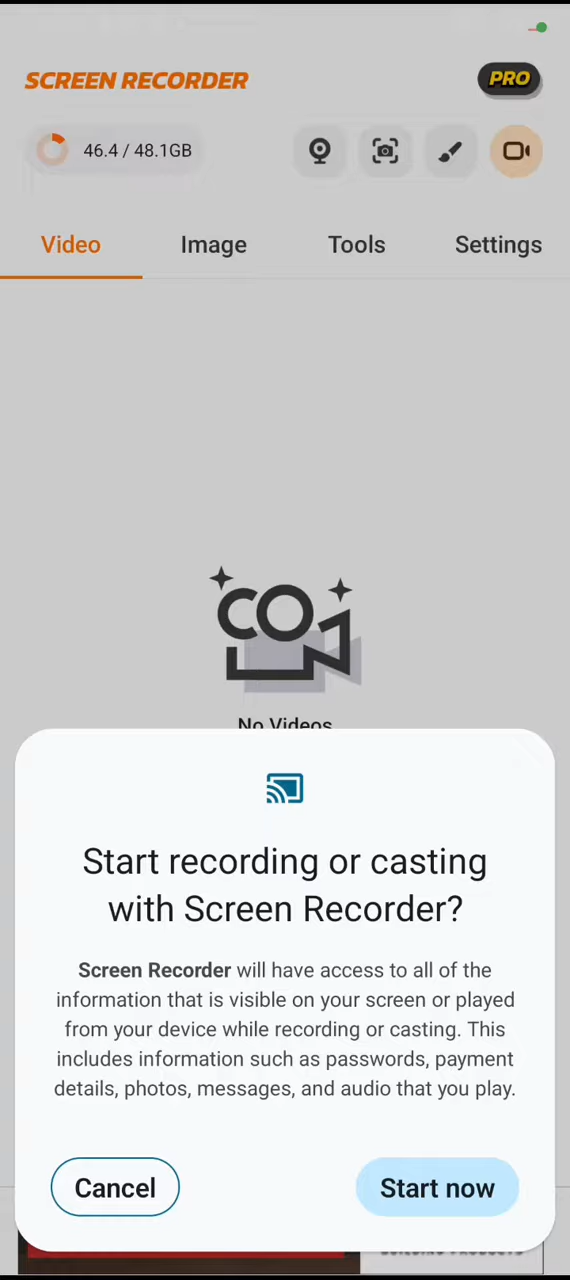 SCREEN RECORDER
PRO
46.4 / 48.1GB
Video Image Tools Settings
No Videos
Start recording or casting
with Screen Recorder?
Screen Recorder will have access to all of the
information that is visible on your screen or played
from your device while recording or casting. This
includes information such as passwords, payment
details, photos, messages, and audio that you play.
Cancel Start now
BUILDING PRODUCTS